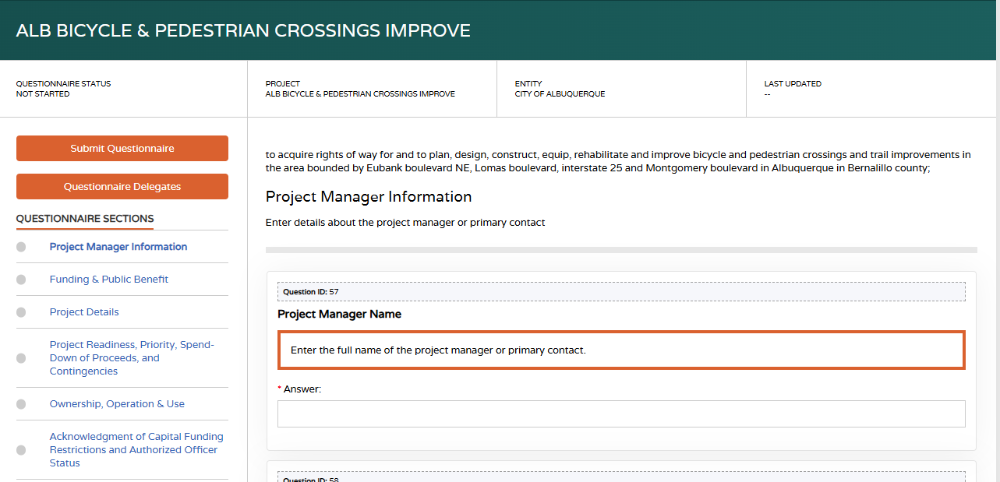 ALB BICYCLE & PEDESTRIAN CROSSINGS IMPROVE
QUESTIONNAIRE STATUS
NOT STARTED
PROJECT
ALB BICYCLE & PEDESTRIAN CROSSINGS IMPROVE
ENTITY
CITY OF ALBUQUERQUE
LAST UPDATED
--
Submit Questionnaire
Questionnaire Delegates
QUESTIONNAIRE SECTIONS
Project Manager Information
Funding & Public Benefit
Project Details
Project Readiness, Priority, Spend-
Down of Proceeds, and
Contingencies
Ownership, Operation & Use
Acknowledgment of Capital Funding
Restrictions and Authorized Officer
Status
to acquire rights of way for and to plan, design, construct, equip, rehabilitate and improve bicycle and pedestrian crossings and trail improvements in
the area bounded by Eubank boulevard NE, Lomas boulevard, interstate 25 and Montgomery boulevard in Albuquerque in Bernalillo county;
Project Manager Information
Enter details about the project manager or primary contact
Question ID: 57
Project Manager Name
Enter the full name of the project manager or primary contact.
* Answer:
Question ID: 58